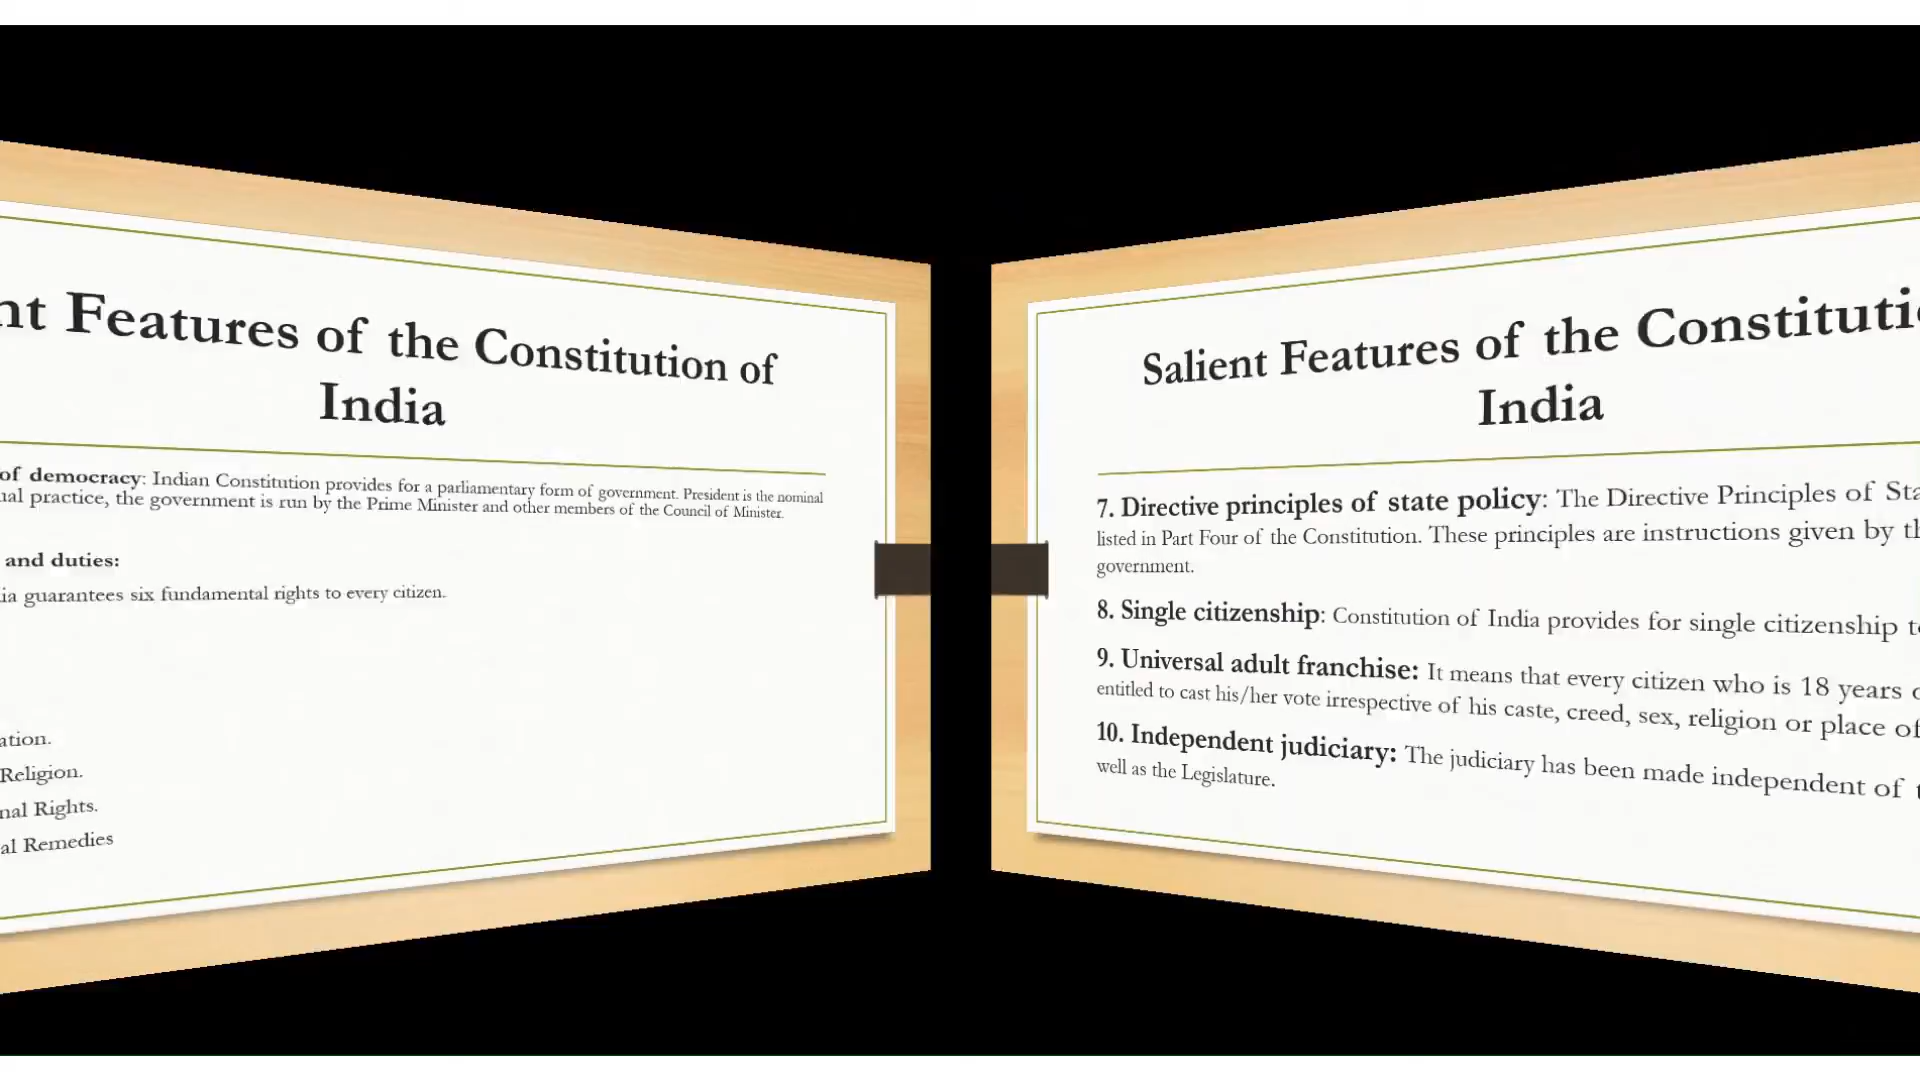 nt Features of the Constitution of
India
of democracy: Indian Constitution provides for a parliamentary form of government. President is the nominal
ual practice, the government is run by the Prime Minister and other members of the Council of Minister.
and duties:
ia guarantees six fundamental rights to every citizen.
ation.
Religion.
nal Rights.
al Remedies
Salient Features of the Constituti
India
7. Directive principles of state policy: The Directive Principles of Sta
listed in Part Four of the Constitution. These principles are instructions given by th
government.
8. Single citizenship: Constitution of India provides for single citizenship to
9. Universal adult franchise: It means that every citizen who is 18 years o
entitled to cast his/her vote irrespective of his caste, creed, sex, religion or place of
10. Independent judiciary: The judiciary has been made independent of t
well as the Legislature.